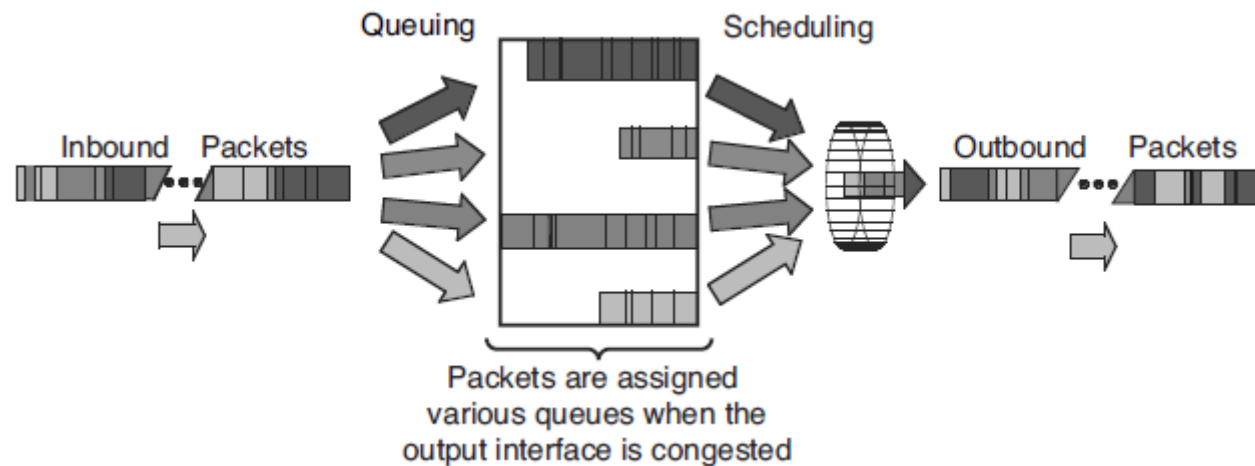 Queuing
Scheduling
Inbound Packets
Outbound Packets
Packets are assigned
various queues when the
output interface is congested